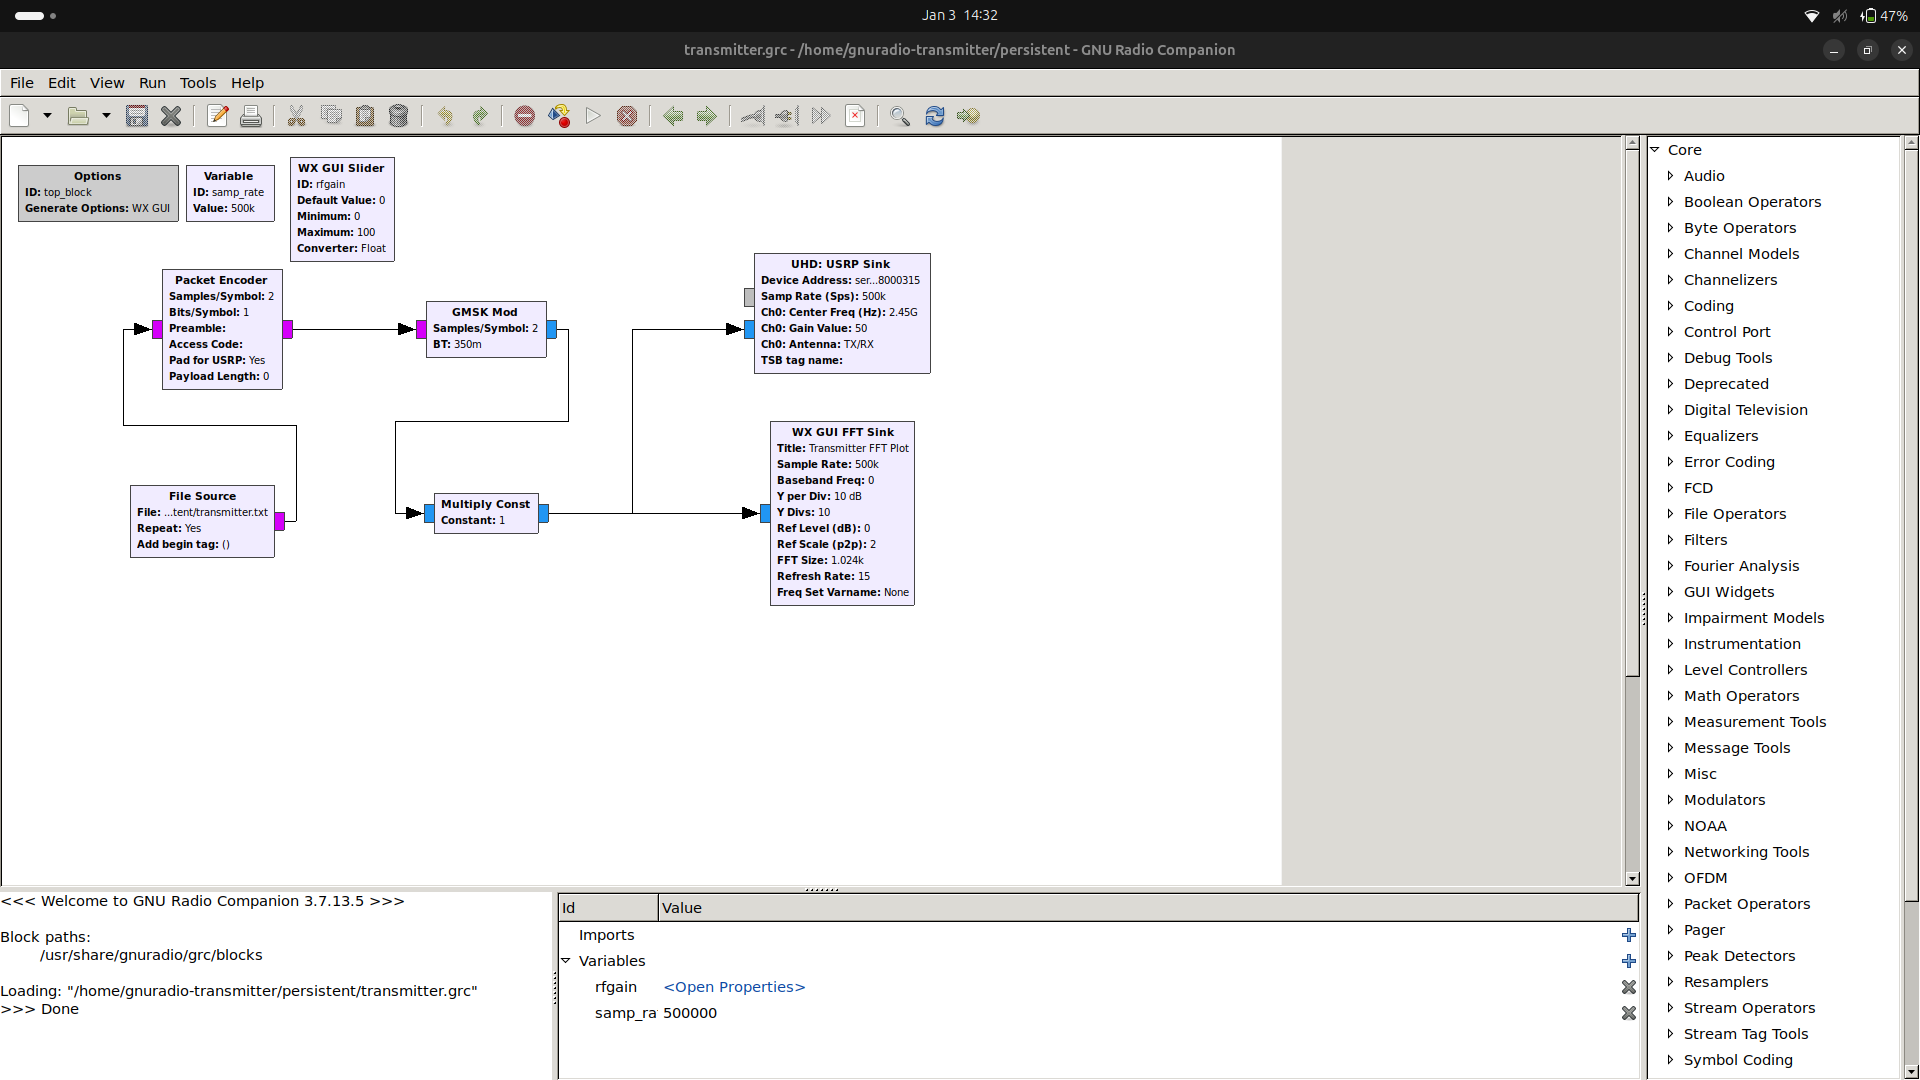 Jan 3 14:32
47%
transmitter.grc - /home/gnuradio-transmitter/persistent - GNU Radio Companion
File Edit View Run Tools Help
Options
ID: top_block
Generate Options: WX GUI
Variable
ID: samp_rate
Value: 500k
WX GUI Slider
ID: rfgain
Default Value: 0
Minimum: 0
Maximum: 100
Converter: Float
Packet Encoder
Samples/Symbol: 2
Bits/Symbol: 1
Preamble:
Access Code:
Pad for USRP: Yes
Payload Length: 0
GMSK Mod
Samples/Symbol: 2
BT: 350m
UHD: USRP Sink
Device Address: ser...8000315
Samp Rate (Sps): 500k
Ch0: Center Freq (Hz): 2.45G
Ch0: Gain Value: 50
Ch0: Antenna: TX/RX
TSB tag name:
File Source
File: ...tent/transmitter.txt
Repeat: Yes
Add begin tag: ()
Multiply Const
Constant: 1
WX GUI FFT Sink
Title: Transmitter FFT Plot
Sample Rate: 500k
Baseband Freq: 0
Y per Div: 10 dB
Y Divs: 10
Ref Level (dB): 0
Ref Scale (p2p): 2
FFT Size: 1.024k
Refresh Rate: 15
Freq Set Varname: None
Core
Audio
Boolean Operators
Byte Operators
Channel Models
Channelizers
Coding
Control Port
Debug Tools
Deprecated
Digital Television
Equalizers
Error Coding
FCD
File Operators
Filters
Fourier Analysis
GUI Widgets
Impairment Models
Instrumentation
Level Controllers
Math Operators
Measurement Tools
Message Tools
Misc
Modulators
NOAA
Networking Tools
OFDM
Packet Operators
Pager
Peak Detectors
Resamplers
Stream Operators
Stream Tag Tools
Symbol Coding
<<< Welcome to GNU Radio Companion 3.7.13.5 >>>
Block paths:
/usr/share/gnuradio/grc/blocks
Loading: "/home/gnuradio-transmitter/persistent/transmitter.grc"
>>> Done
Id Value
Imports
Variables
rfgain <Open Properties>
samp_ra 500000